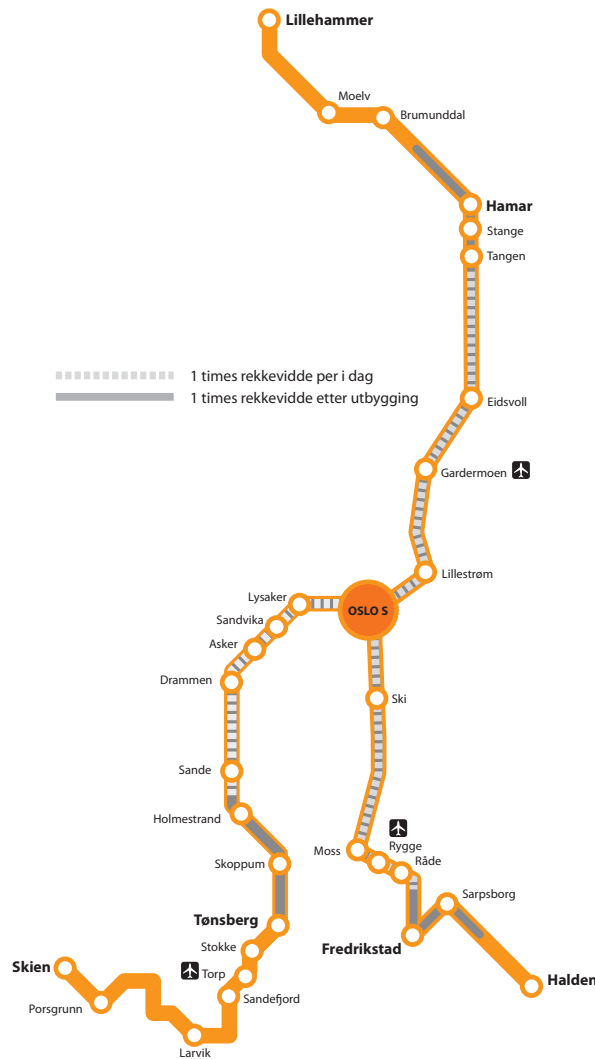 Lillehammer
Moelv
Brumunddal
Hamar
Stange
Tangen
1 times rekkevidde per i dag
1 times rekkevidde etter utbygging
Eidsvoll
Gardermoen
Lillestrøm
Lysaker
OSLO S
Sandvika
Asker
Drammen
Ski
Sande
Holmestrand
Moss
Rygge
Råde
Skoppum
Sarpsborg
Tønsberg
Fredrikstad
Stokke
Skien
Torp
Halden
Sandefjord
Porsgrunn
Larvik